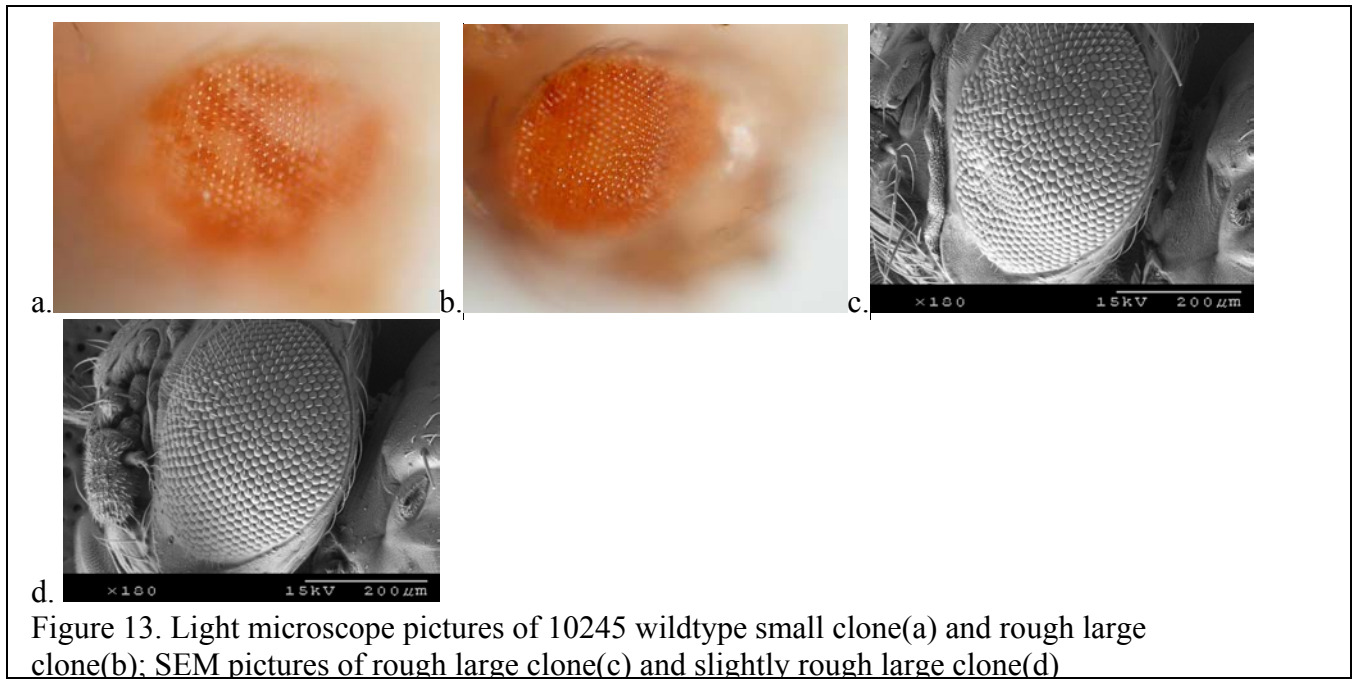 a.
b.
c.
×180 15kV 200µm
d.
×180 15kV 200µm
Figure 13. Light microscope pictures of 10245 wildtype small clone(a) and rough large
clone(b); SEM pictures of rough large clone(c) and slightly rough large clone(d)